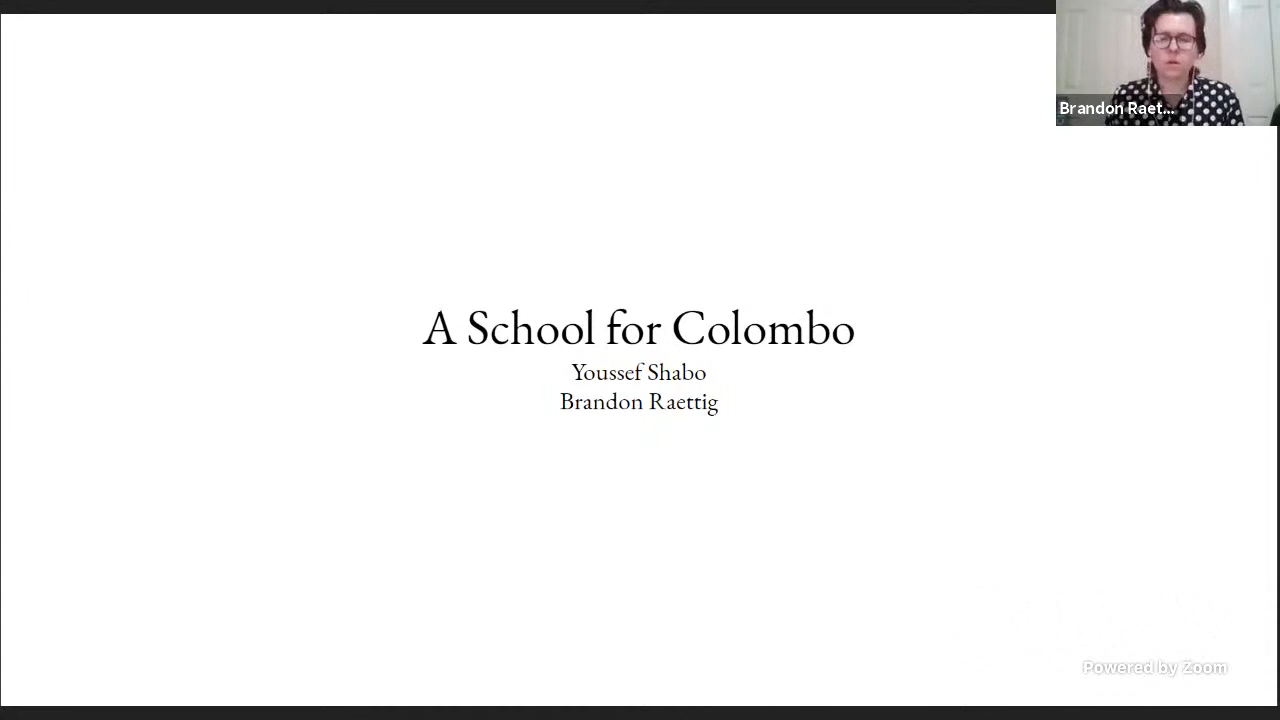 Brandon Raet...
A School for Colombo
Youssef Shabo
Brandon Raettig
Powered by Zoom